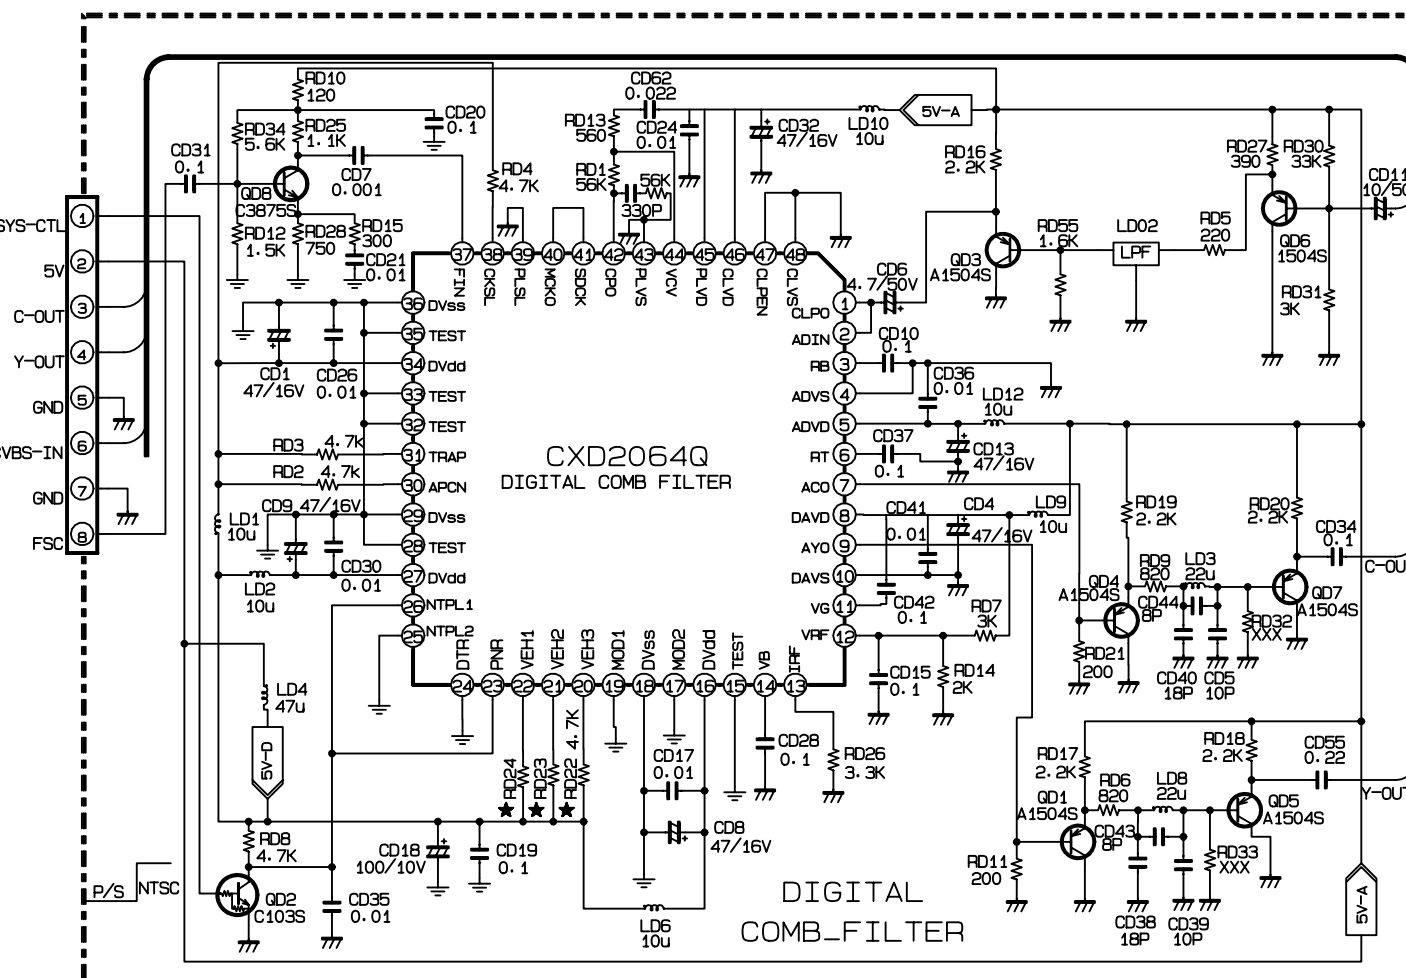 RD10
120
CD62
0.022
5V-A
CD20
0.1
RD34
5.6K
RD25
1.1K
RD13
560
CD24
0.01
CD32
47/16V
LD10
10u
RD16
2.2K
RD27
390
RD30
33K
CD31
0.1
CD7
0.001
RD4
4.7K
RD1
56K
56K
330P
CD11
10/50
QD8
C3875S
RD12
1.5K
RD28
750
RD15
300
CD21
0.01
RD55
1.6K
LD02
LPF
RD5
220
QD6
1504S
QD3
A1504S
CD6
4.7/50V
RD31
3K
1
SYS-CTL
2
5V
3
C-OUT
4
Y-OUT
5
GND
6
CVBS-IN
7
GND
8
FSC
37 38 39 40 41 42 43 44 45 46 47 48
FIN
CKSL
PLSL
MCKO
SDCK
CPO
PLVS
VCV
PLVD
CLVD
CLPEN
CLVS
36 DVss
35 TEST
34 DVdd
33 TEST
32 TEST
31 TRAP
30 APCN
29 DVss
28 TEST
27 DVdd
26 NTPL1
25 NTPL2
CLPO 1
ADIN 2
RB 3
ADVS 4
ADVD 5
RT 6
ACO 7
DAVD 8
AYO 9
DAVS 10
VG 11
VRF 12
CD1
47/16V
CD26
0.01
CD10
0.1
CD36
0.01
LD12
10u
RD3 4.7K
RD2 4.7K
CXD2064Q
DIGITAL COMB FILTER
CD37
0.1
CD13
47/16V
CD9 47/16V
LD1
10u
CD41
0.01
CD4
47/16V
LD9
10u
RD19
2.2K
RD20
2.2K
CD34
0.1
C-OUT
LD2
10u
CD30
0.01
CD42
0.1
RD7
3K
QD4
A1504S
RD9
820
LD3
22u
CD44
8P
QD7
A1504S
RD32
XXX
RD21
200
CD40
18P
CD5
10P
DTR
PNR
VEH1
VEH2
VEH3
MOD1
DVss
MOD2
DVdd
TEST
VB
IRF
24 23 22 21 20 19 18 17 16 15 14 13
CD15
0.1
RD14
2K
LD4
47u
5V-D
RD24
RD23
RD22
4.7K
CD17
0.01
CD28
0.1
RD26
3.3K
RD17
2.2K
RD18
2.2K
CD55
0.22
Y-OUT
RD6
820
LD8
22u
QD1
A1504S
CD43
8P
QD5
A1504S
RD8
4.7K
CD18
100/10V
CD19
0.1
CD8
47/16V
RD11
200
RD33
XXX
P/S
NTSC
QD2
C103S
CD35
0.01
LD6
10u
CD38
18P
CD39
10P
5V-A
DIGITAL
COMB_FILTER